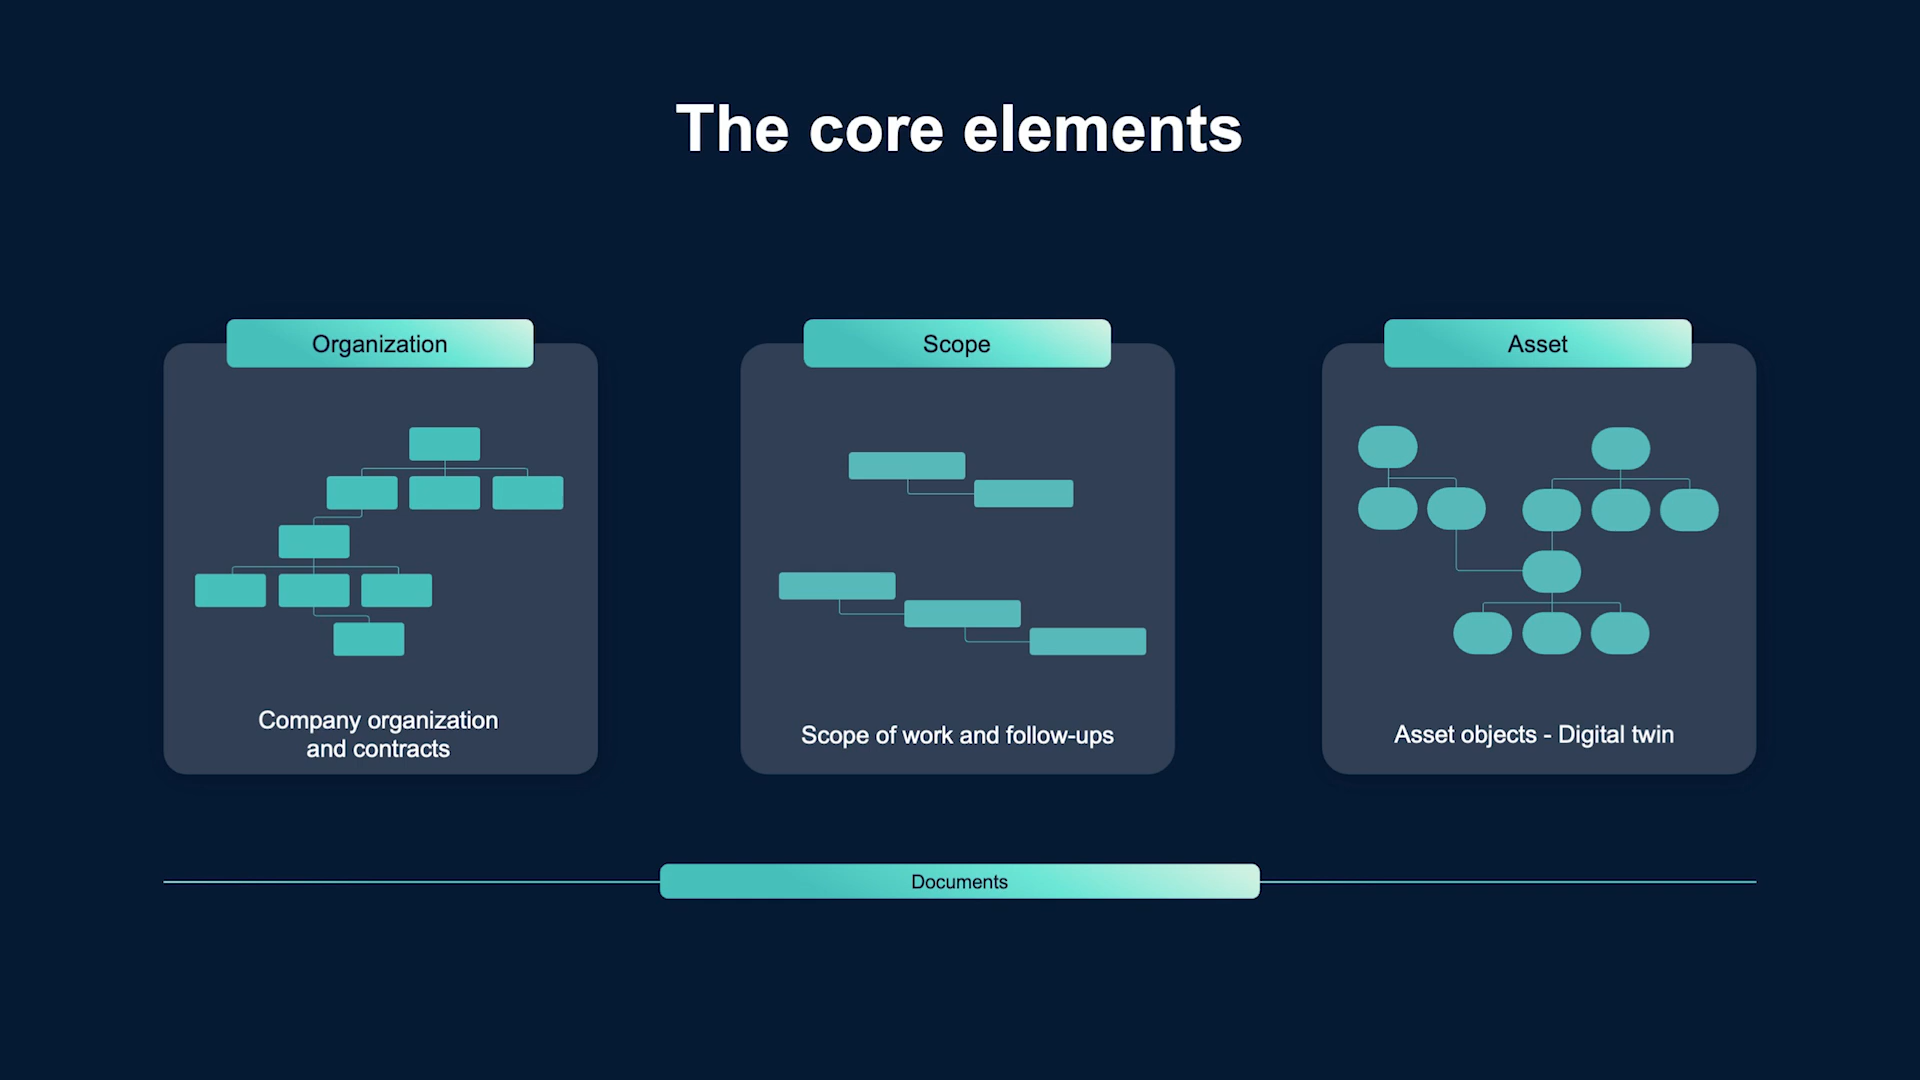 The core elements
Organization
Scope
Asset
Company organization
and contracts
Scope of work and follow-ups
Asset objects - Digital twin
Documents